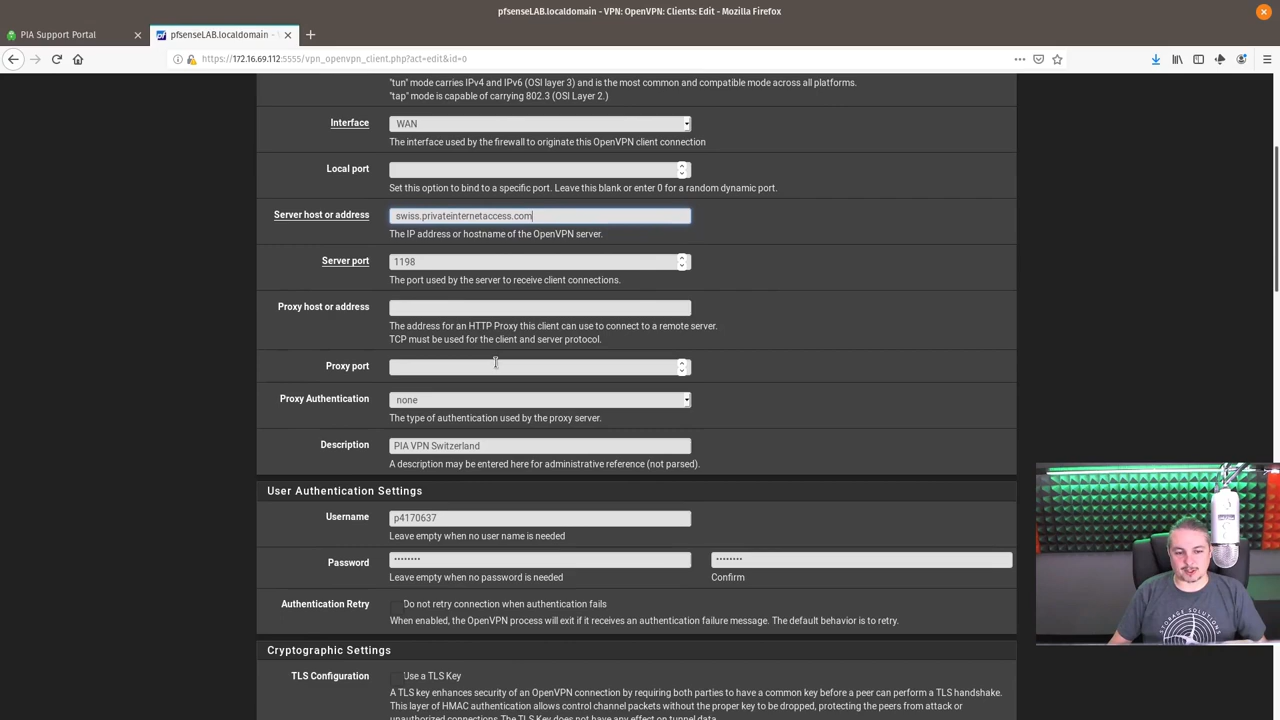 pfsenseLAB.localdomain - VPN: OpenVPN: Clients: Edit - Mozilla Firefox
PIA Support Portal
pfsenseLAB.localdomain - V
https://172.16.69.112:5555/vpn_openvpn_client.php?act=edit&id=0
"tun" mode carries IPv4 and IPv6 (OSI layer 3) and is the most common and compatible mode across all platforms.
"tap" mode is capable of carrying 802.3 (OSI Layer 2.)
Interface
WAN
The interface used by the firewall to originate this OpenVPN client connection
Local port
Set this option to bind to a specific port. Leave this blank or enter 0 for a random dynamic port.
Server host or address
swiss.privateinternetaccess.com
The IP address or hostname of the OpenVPN server.
Server port
1198
The port used by the server to receive client connections.
Proxy host or address
The address for an HTTP Proxy this client can use to connect to a remote server.
TCP must be used for the client and server protocol.
Proxy port
Proxy Authentication
none
The type of authentication used by the proxy server.
Description
PIA VPN Switzerland
A description may be entered here for administrative reference (not parsed).
User Authentication Settings
Username
p4170637
Leave empty when no user name is needed
Password
•••••••• ••••••••
Leave empty when no password is needed Confirm
Authentication Retry
Do not retry connection when authentication fails
When enabled, the OpenVPN process will exit if it receives an authentication failure message. The default behavior is to retry.
Cryptographic Settings
TLS Configuration
Use a TLS Key
A TLS key enhances security of an OpenVPN connection by requiring both parties to have a common key before a peer can perform a TLS handshake.
This layer of HMAC authentication allows control channel packets without the proper key to be dropped, protecting the peers from attack or
unauthorized connections. The TLS Key does not have any effect on tunnel data.